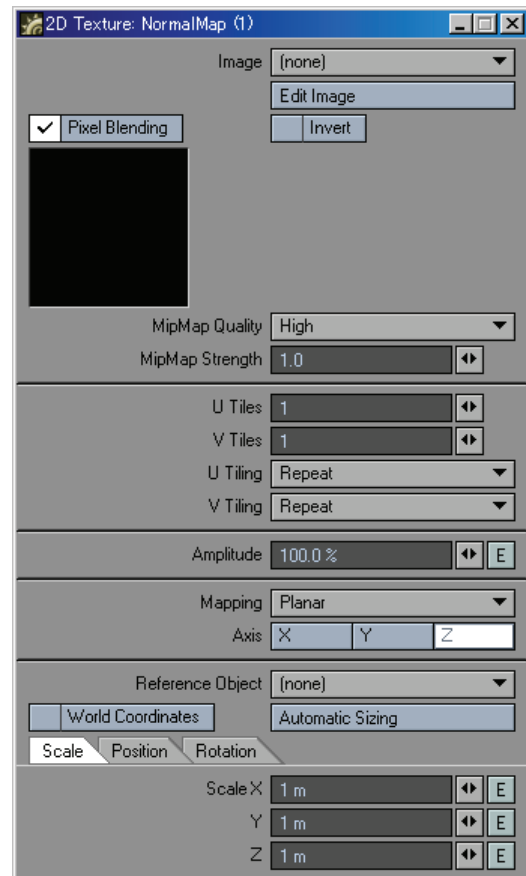 2D Texture: NormalMap (1)
Image (none)
Edit Image
Pixel Blending Invert
MipMap Quality High
MipMap Strength 1.0
U Tiles 1
V Tiles 1
U Tiling Repeat
V Tiling Repeat
Amplitude 100.0 % E
Mapping Planar
Axis X Y Z
Reference Object (none)
World Coordinates Automatic Sizing
Scale Position Rotation
Scale X 1 m E
Y 1 m E
Z 1 m E